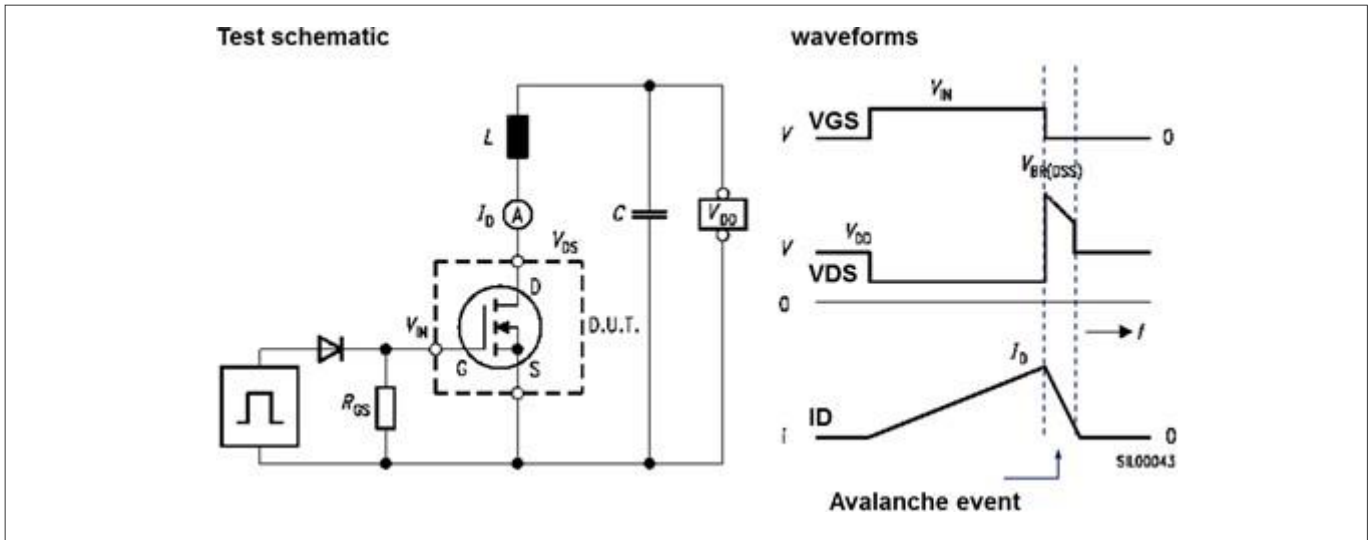 Test schematic
waveforms
L
I_D A
V_DS
C
V_DD
D
V_IN
D.U.T.
G
S
R_GS
V_IN
V VGS 0
V_BR(DSS)
V_DD
V
VDS
0
t
I_D
ID
i 0
SIL00043
Avalanche event